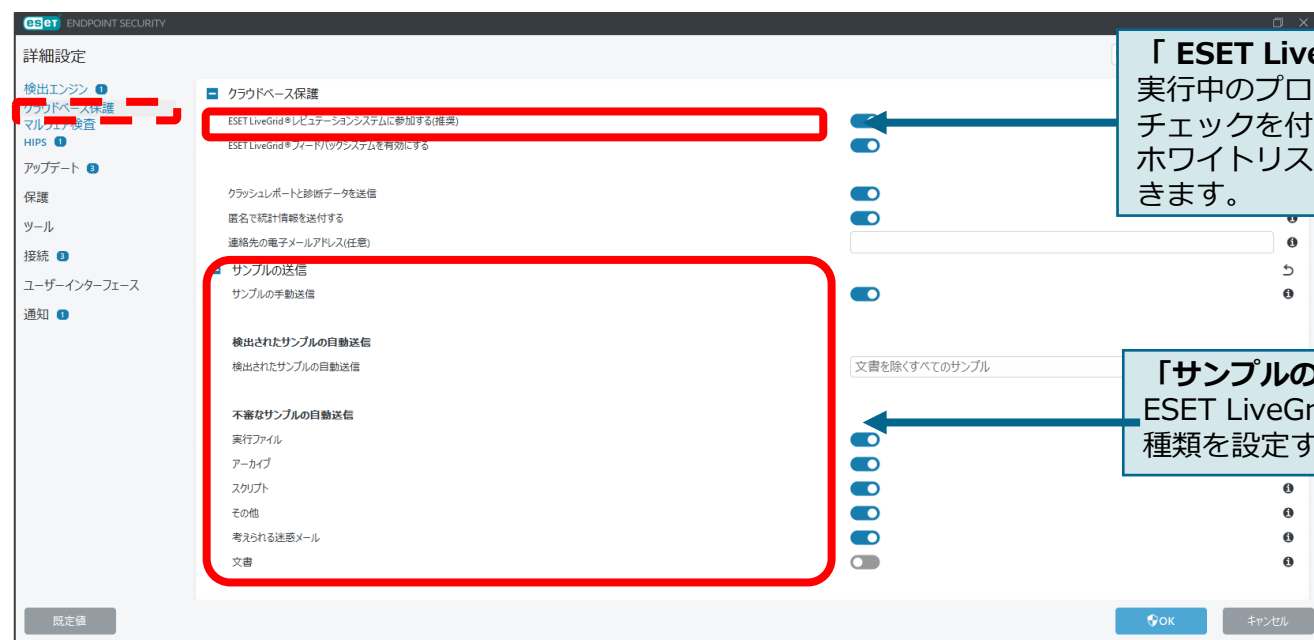 eset ENDPOINT SECURITY
詳細設定
検出エンジン 1
クラウドベース保護
マルウェア検査
HIPS 1
アップデート 3
保護
ツール
接続 3
ユーザーインターフェース
通知 1
クラウドベース保護
ESET LiveGrid®レピュテーションシステムに参加する(推奨)
ESET LiveGrid®フィードバックシステムを有効にする
クラッシュレポートと診断データを送信
匿名で統計情報を送付する
連絡先の電子メールアドレス(任意)
サンプルの送信
サンプルの手動送信
検出されたサンプルの自動送信
検出されたサンプルの自動送信
文書を除くすべてのサンプル
不審なサンプルの自動送信
実行ファイル
アーカイブ
スクリプト
その他
考えられる迷惑メール
文書
「 ESET Live
実行中のプロ
チェックを付
ホワイトリス
きます。
「サンプルの
ESET LiveGr
種類を設定す
既定値
OK
キャンセル